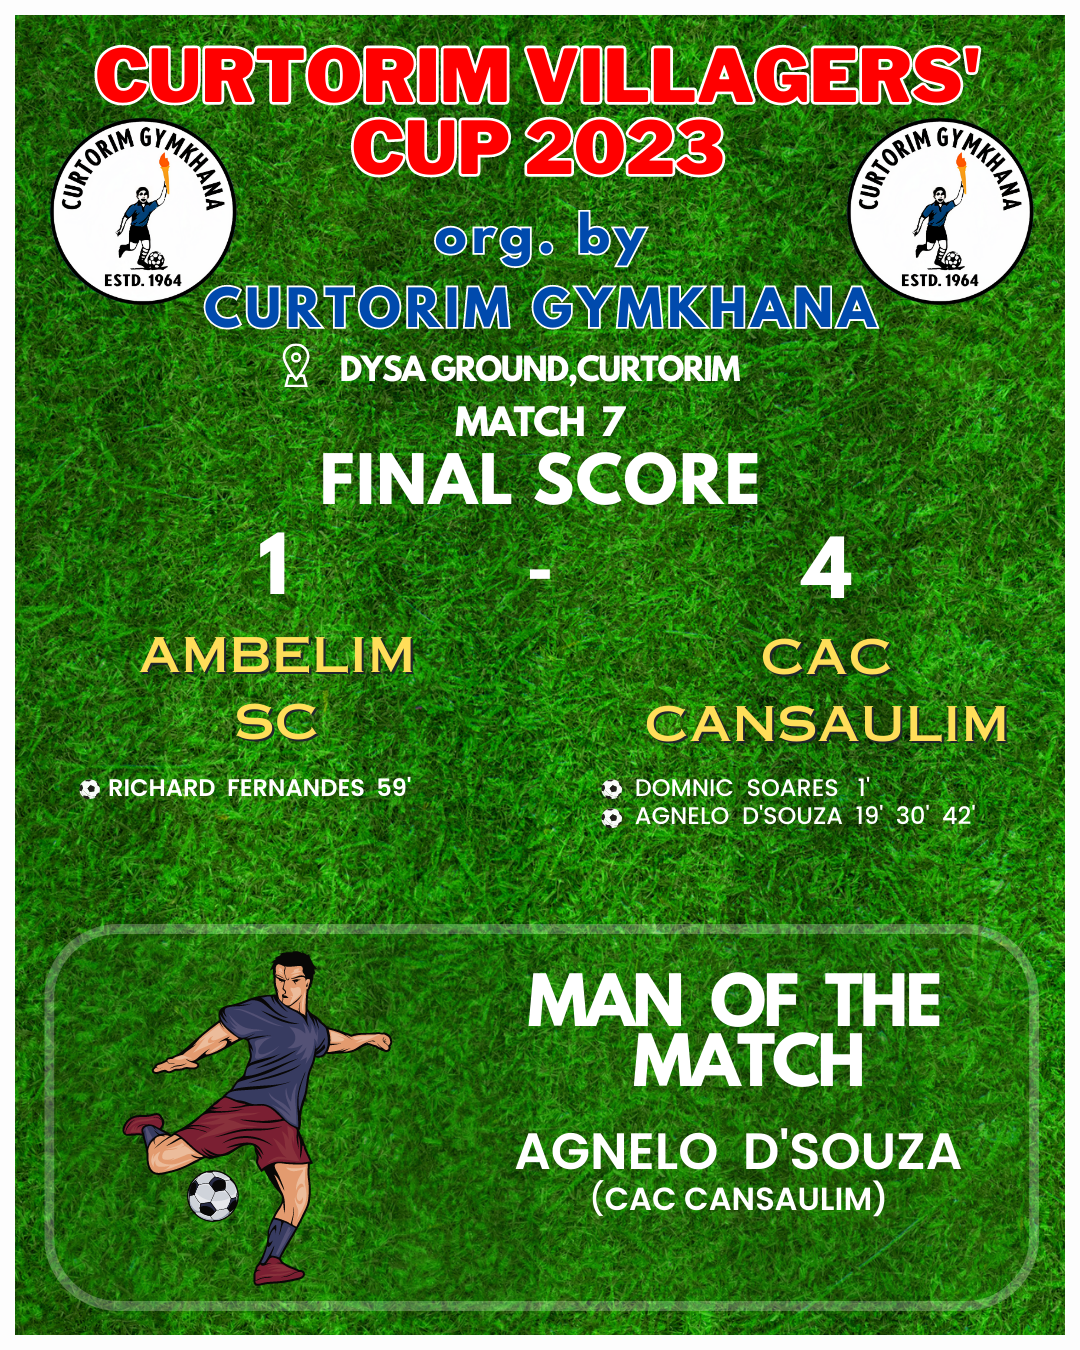 CURTORIM VILLAGERS'
CUP 2023
CURTORIM GYMKHANA
ESTD. 1964
CURTORIM GYMKHANA
ESTD. 1964
org. by
CURTORIM GYMKHANA
DYSA GROUND,CURTORIM
MATCH 7
FINAL SCORE
1 - 4
AMBELIM
SC
CAC
CANSAULIM
RICHARD FERNANDES 59'
DOMNIC SOARES 1'
AGNELO D'SOUZA 19' 30' 42'
MAN OF THE
MATCH
AGNELO D'SOUZA
(CAC CANSAULIM)